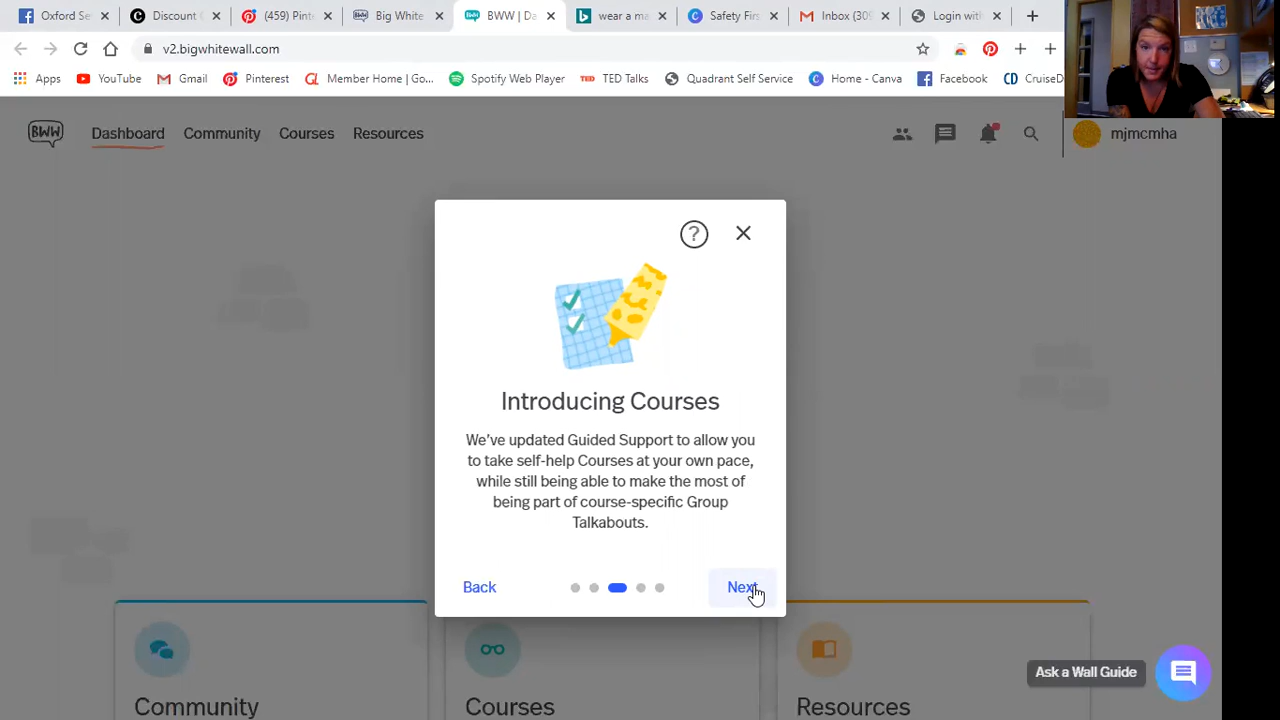 Oxford Se
Discount
(459) Pint
Big White
BWW | Da
wear a ma
Safety Firs
Inbox (309
Login with
v2.bigwhitewall.com
Apps
YouTube
Gmail
Pinterest
Member Home | Go...
Spotify Web Player
TED
TED Talks
Quadrant Self Service
Home - Canva
Facebook
CD
CruiseD
BWW
Dashboard
Community
Courses
Resources
mjmcmha
?
Introducing Courses
We've updated Guided Support to allow you
to take self-help Courses at your own pace,
while still being able to make the most of
being part of course-specific Group
Talkabouts.
Back
Next
Ask a Wall Guide
Community
Courses
Resources